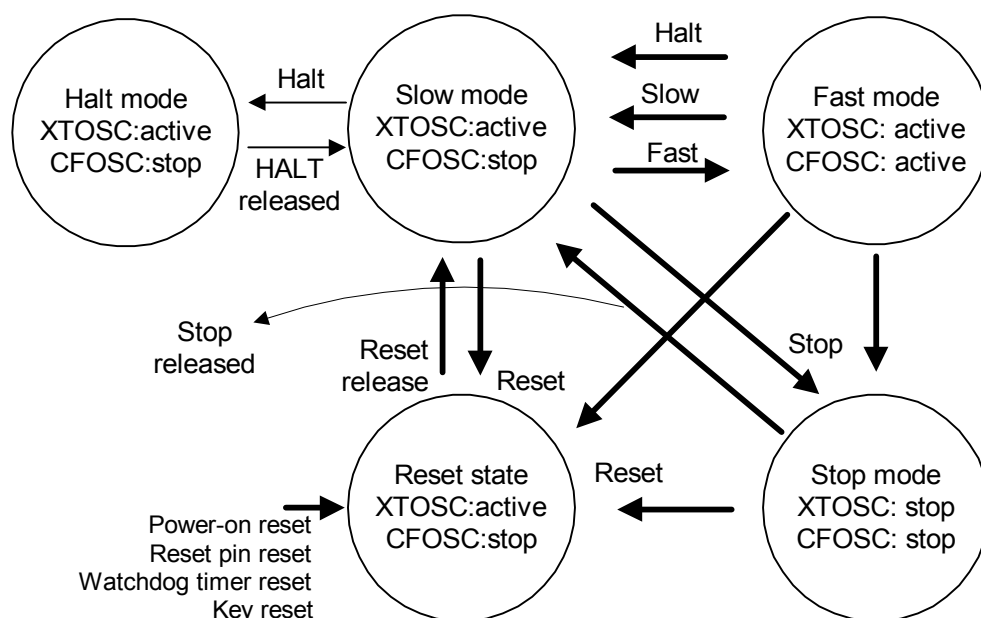 Halt mode
XTOSC:active
CFOSC:stop
Halt
HALT
released
Slow mode
XTOSC:active
CFOSC:stop
Halt
Slow
Fast
Fast mode
XTOSC: active
CFOSC: active
Stop
released
Reset
release
Reset
Stop
Reset state
XTOSC:active
CFOSC:stop
Reset
Stop mode
XTOSC: stop
CFOSC: stop
Power-on reset
Reset pin reset
Watchdog timer reset
Key reset